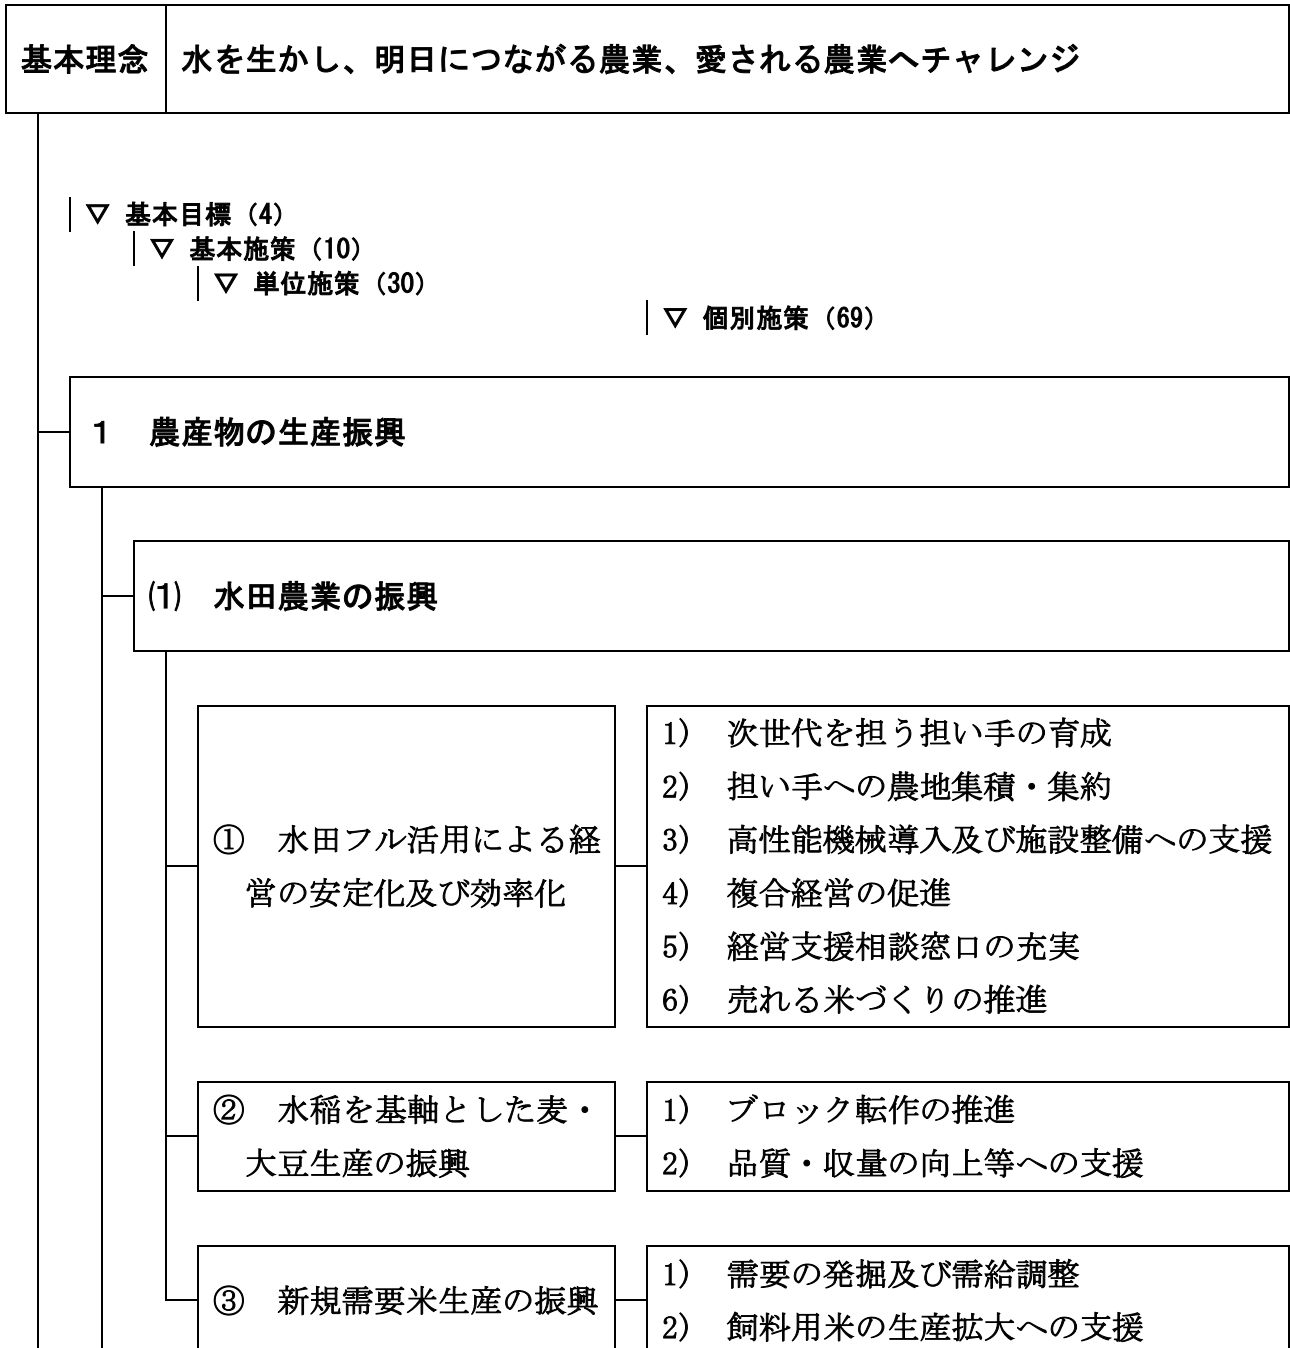 基本理念　水を生かし、明日につながる農業、愛される農業へチャレンジ
▽ 基本目標（4）
▽ 基本施策（10）
▽ 単位施策（30）
▽ 個別施策（69）
1　農産物の生産振興
(1)　水田農業の振興
①　水田フル活用による経
営の安定化及び効率化
1)　次世代を担う担い手の育成
2)　担い手への農地集積・集約
3)　高性能機械導入及び施設整備への支援
4)　複合経営の促進
5)　経営支援相談窓口の充実
6)　売れる米づくりの推進
②　水稲を基軸とした麦・
大豆生産の振興
1)　ブロック転作の推進
2)　品質・収量の向上等への支援
③　新規需要米生産の振興
1)　需要の発掘及び需給調整
2)　飼料用米の生産拡大への支援